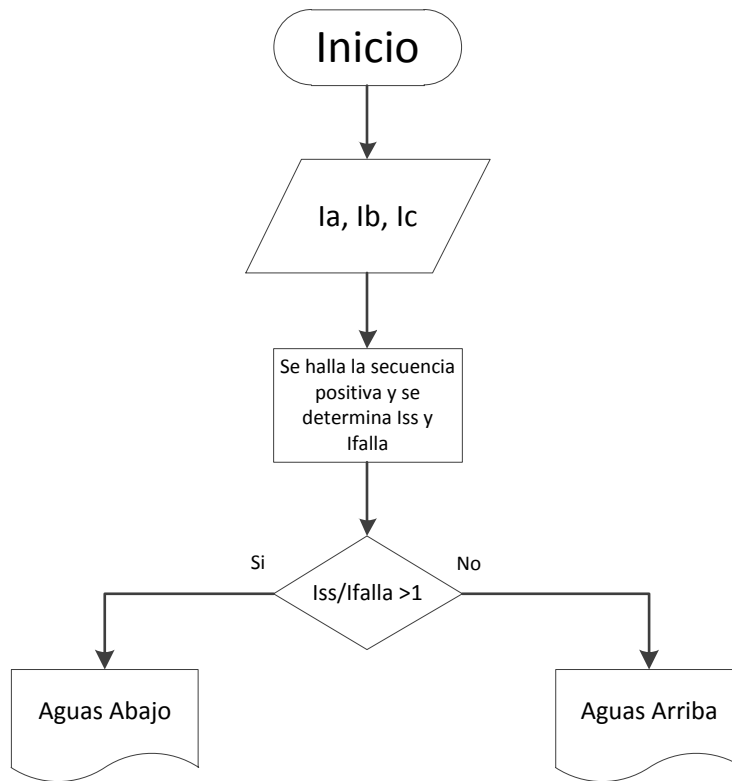 Inicio
Ia, Ib, Ic
Se halla la secuencia
positiva y se
determina Iss y
Ifalla
Si
No
Iss/Ifalla >1
Aguas Abajo
Aguas Arriba